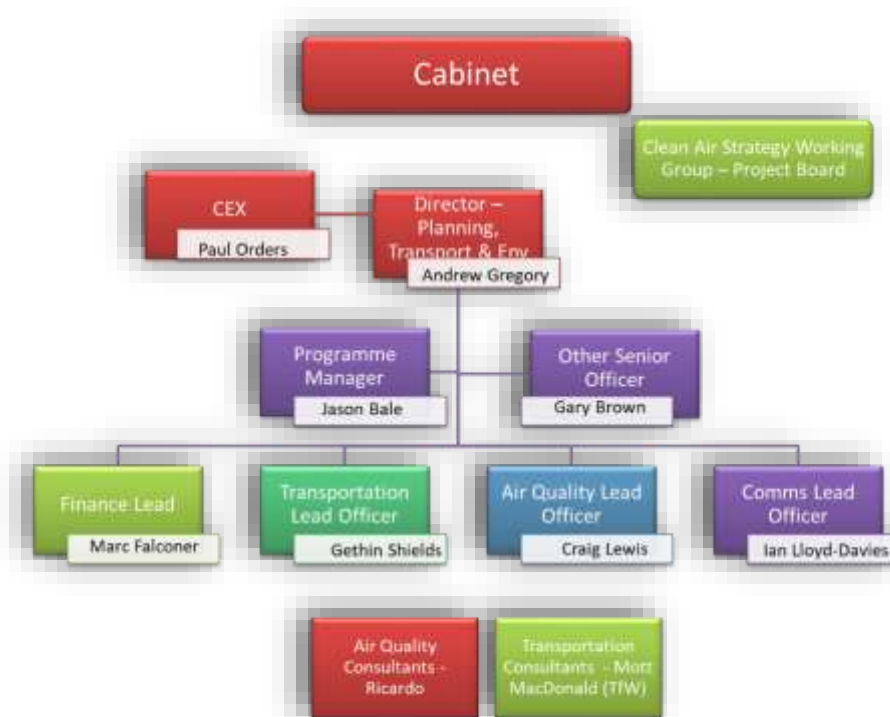 Cabinet
Clean Air Strategy Working
Group – Project Board
CEX
Paul Orders
Director –
Planning,
Transport & Env
Andrew Gregory
Programme
Manager
Jason Bale
Other Senior
Officer
Gary Brown
Finance Lead
Marc Falconer
Transportation
Lead Officer
Gethin Shields
Air Quality Lead
Officer
Craig Lewis
Comms Lead
Officer
Ian Lloyd-Davies
Air Quality
Consultants -
Ricardo
Transportation
Consultants - Mott
MacDonald (TfW)